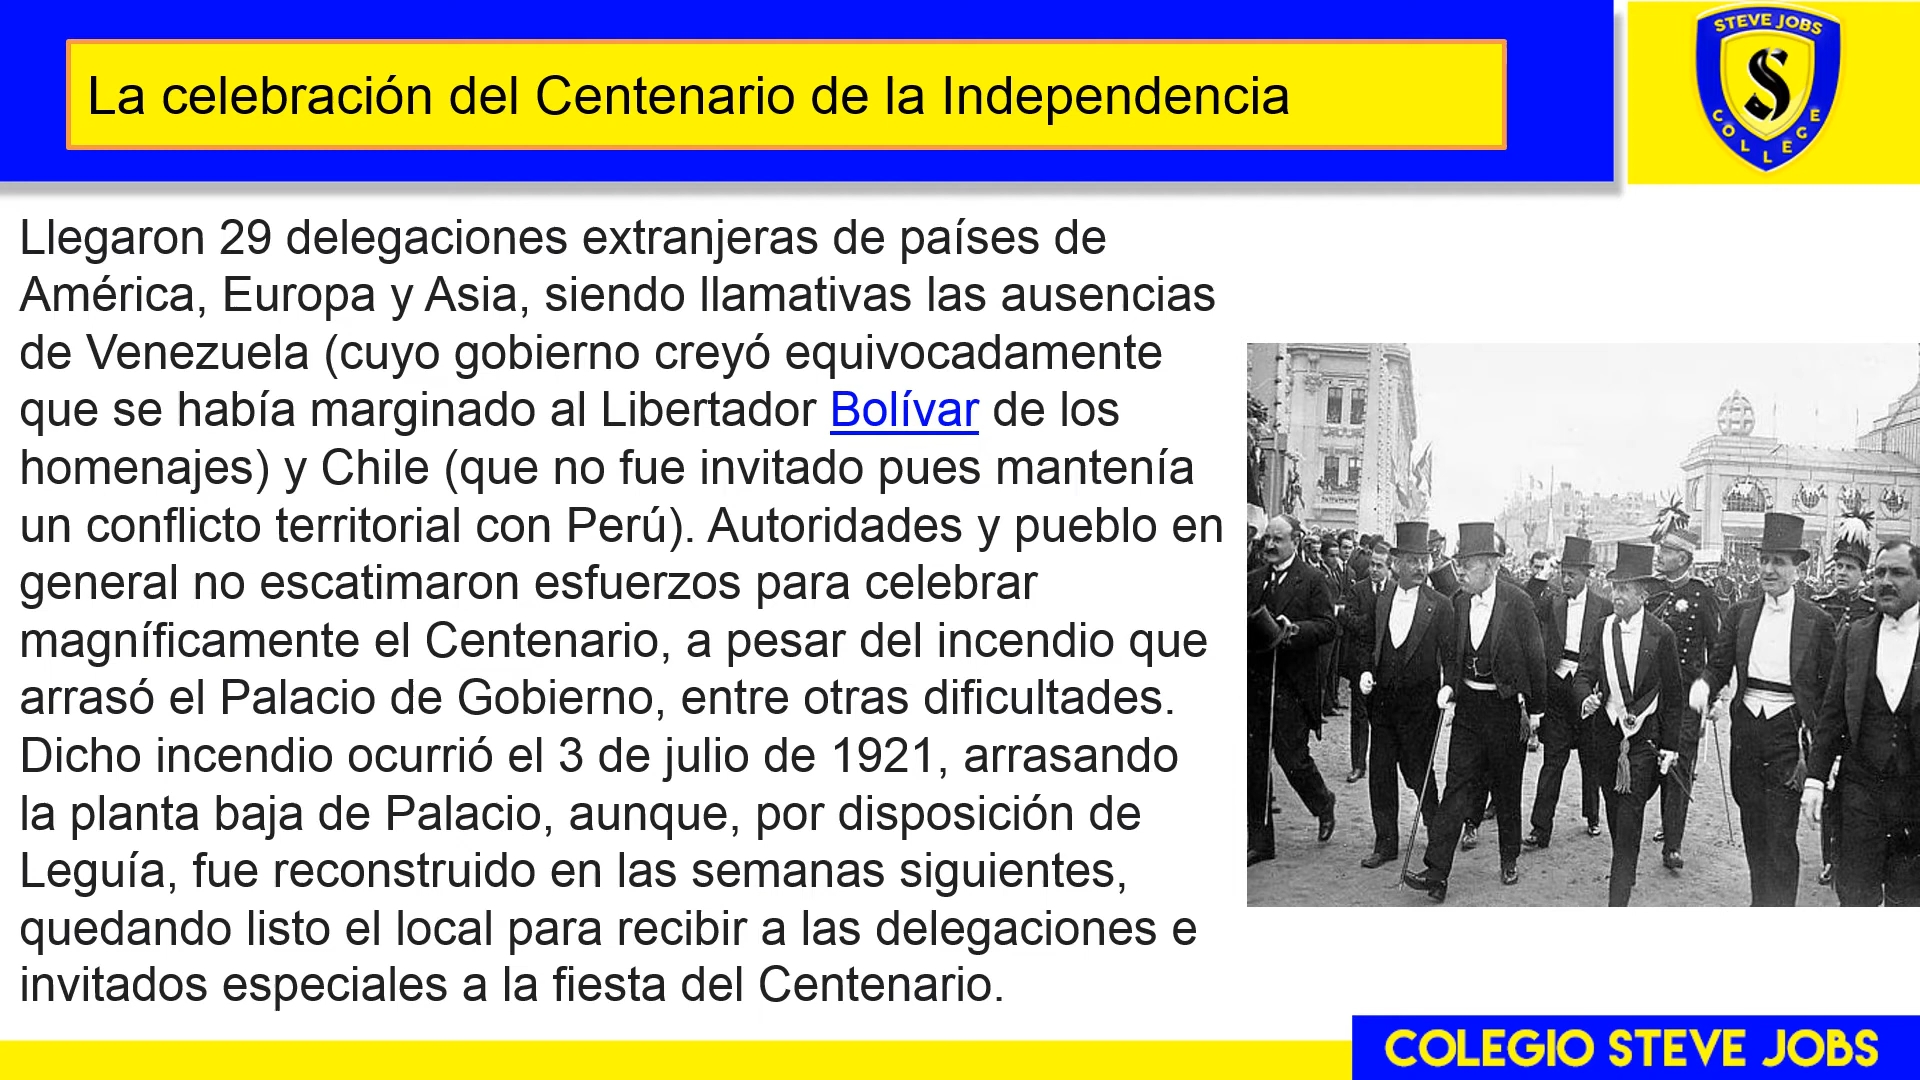 La celebración del Centenario de la Independencia
STEVE JOBS
S
COLLEGE
Llegaron 29 delegaciones extranjeras de países de
América, Europa y Asia, siendo llamativas las ausencias
de Venezuela (cuyo gobierno creyó equivocadamente
que se había marginado al Libertador Bolívar de los
homenajes) y Chile (que no fue invitado pues mantenía
un conflicto territorial con Perú). Autoridades y pueblo en
general no escatimaron esfuerzos para celebrar
magníficamente el Centenario, a pesar del incendio que
arrasó el Palacio de Gobierno, entre otras dificultades.
Dicho incendio ocurrió el 3 de julio de 1921, arrasando
la planta baja de Palacio, aunque, por disposición de
Leguía, fue reconstruido en las semanas siguientes,
quedando listo el local para recibir a las delegaciones e
invitados especiales a la fiesta del Centenario.
COLEGIO STEVE JOBS